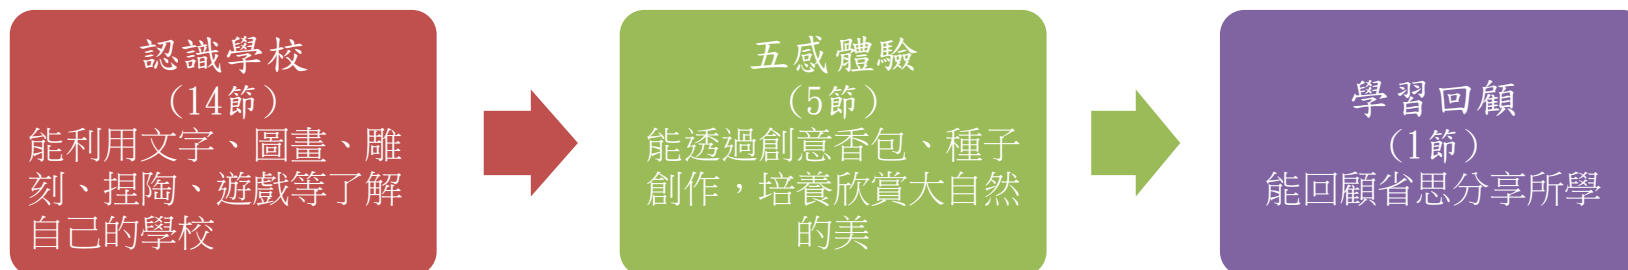 認識學校
(14節)
能利用文字、圖畫、雕
刻、捏陶、遊戲等了解
自己的學校
五感體驗
(5節)
能透過創意香包、種子
創作，培養欣賞大自然
的美
學習回顧
(1節)
能回顧省思分享所學